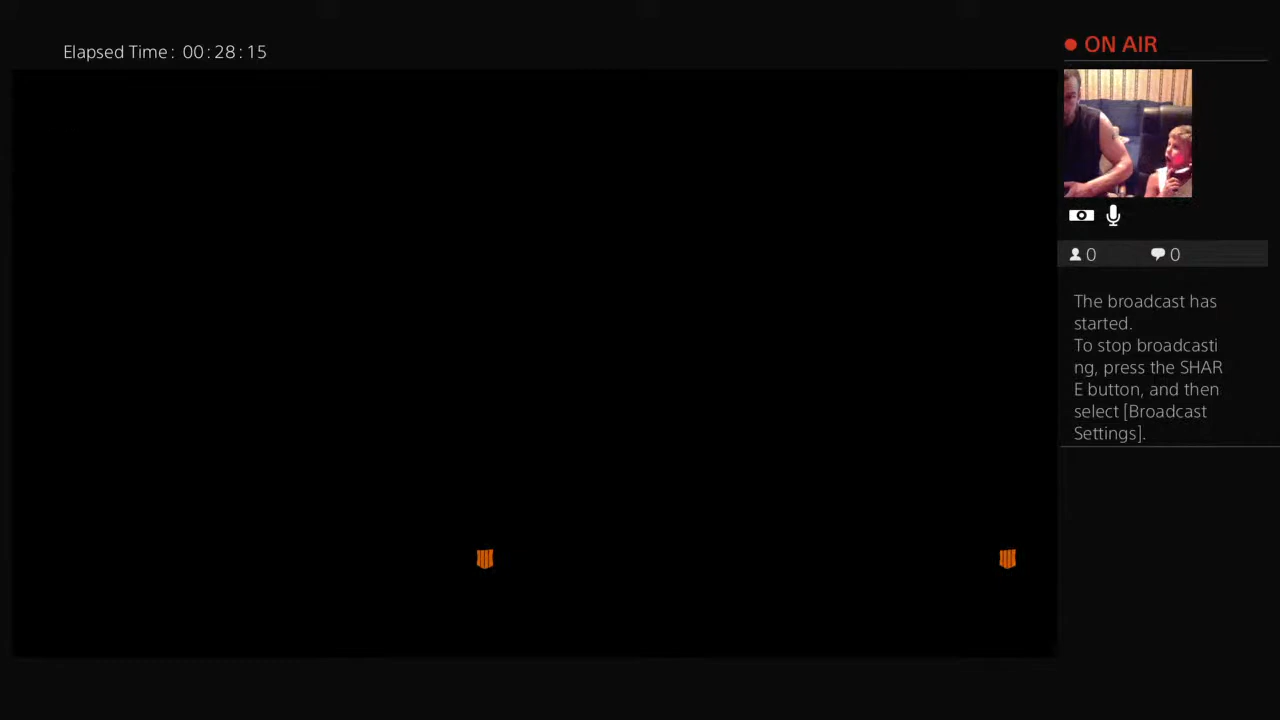 Elapsed Time: 00:28:15
ON AIR
0 0
The broadcast has
started.
To stop broadcasti
ng, press the SHAR
E button, and then
select [Broadcast
Settings].